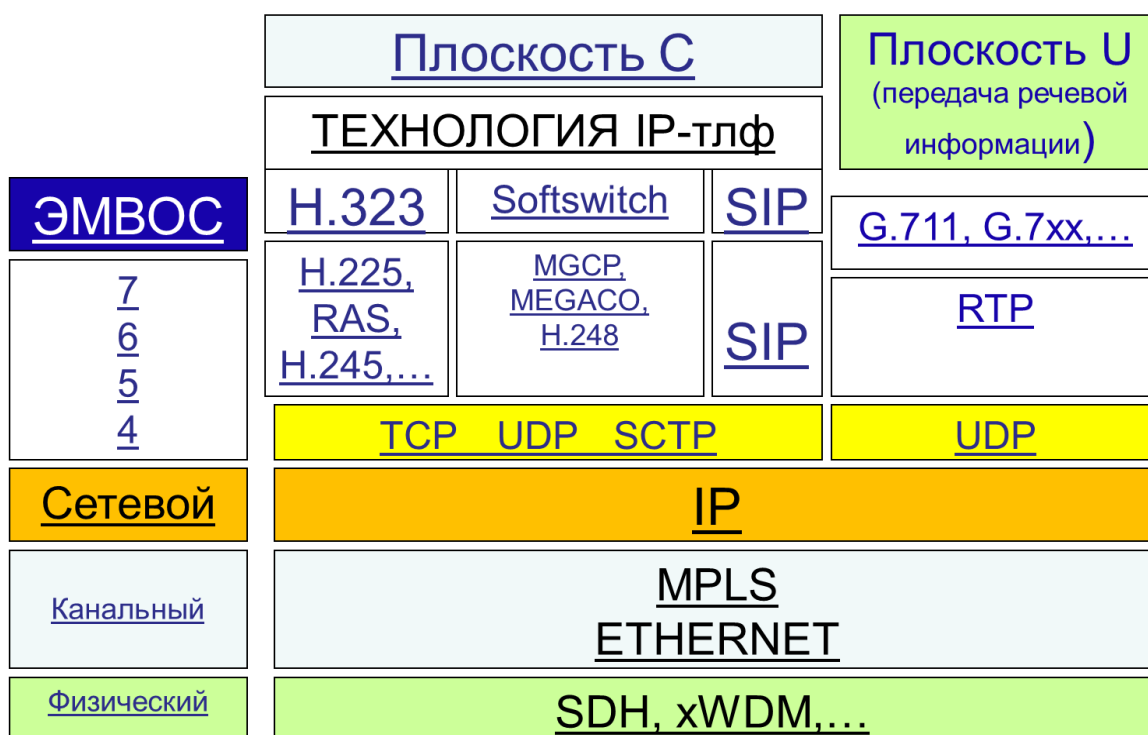 Плоскость C
Плоскость U
(передача речевой
информации)
ТЕХНОЛОГИЯ IP-тлф
ЭМВОС
H.323
Softswitch
SIP
G.711, G.7xx,...
7
6
5
4
H.225,
RAS,
H.245,...
MGCP,
MEGACO,
H.248
SIP
RTP
TCP UDP SCTP
UDP
Сетевой
IP
Канальный
MPLS
ETHERNET
Физический
SDH, xWDM,...